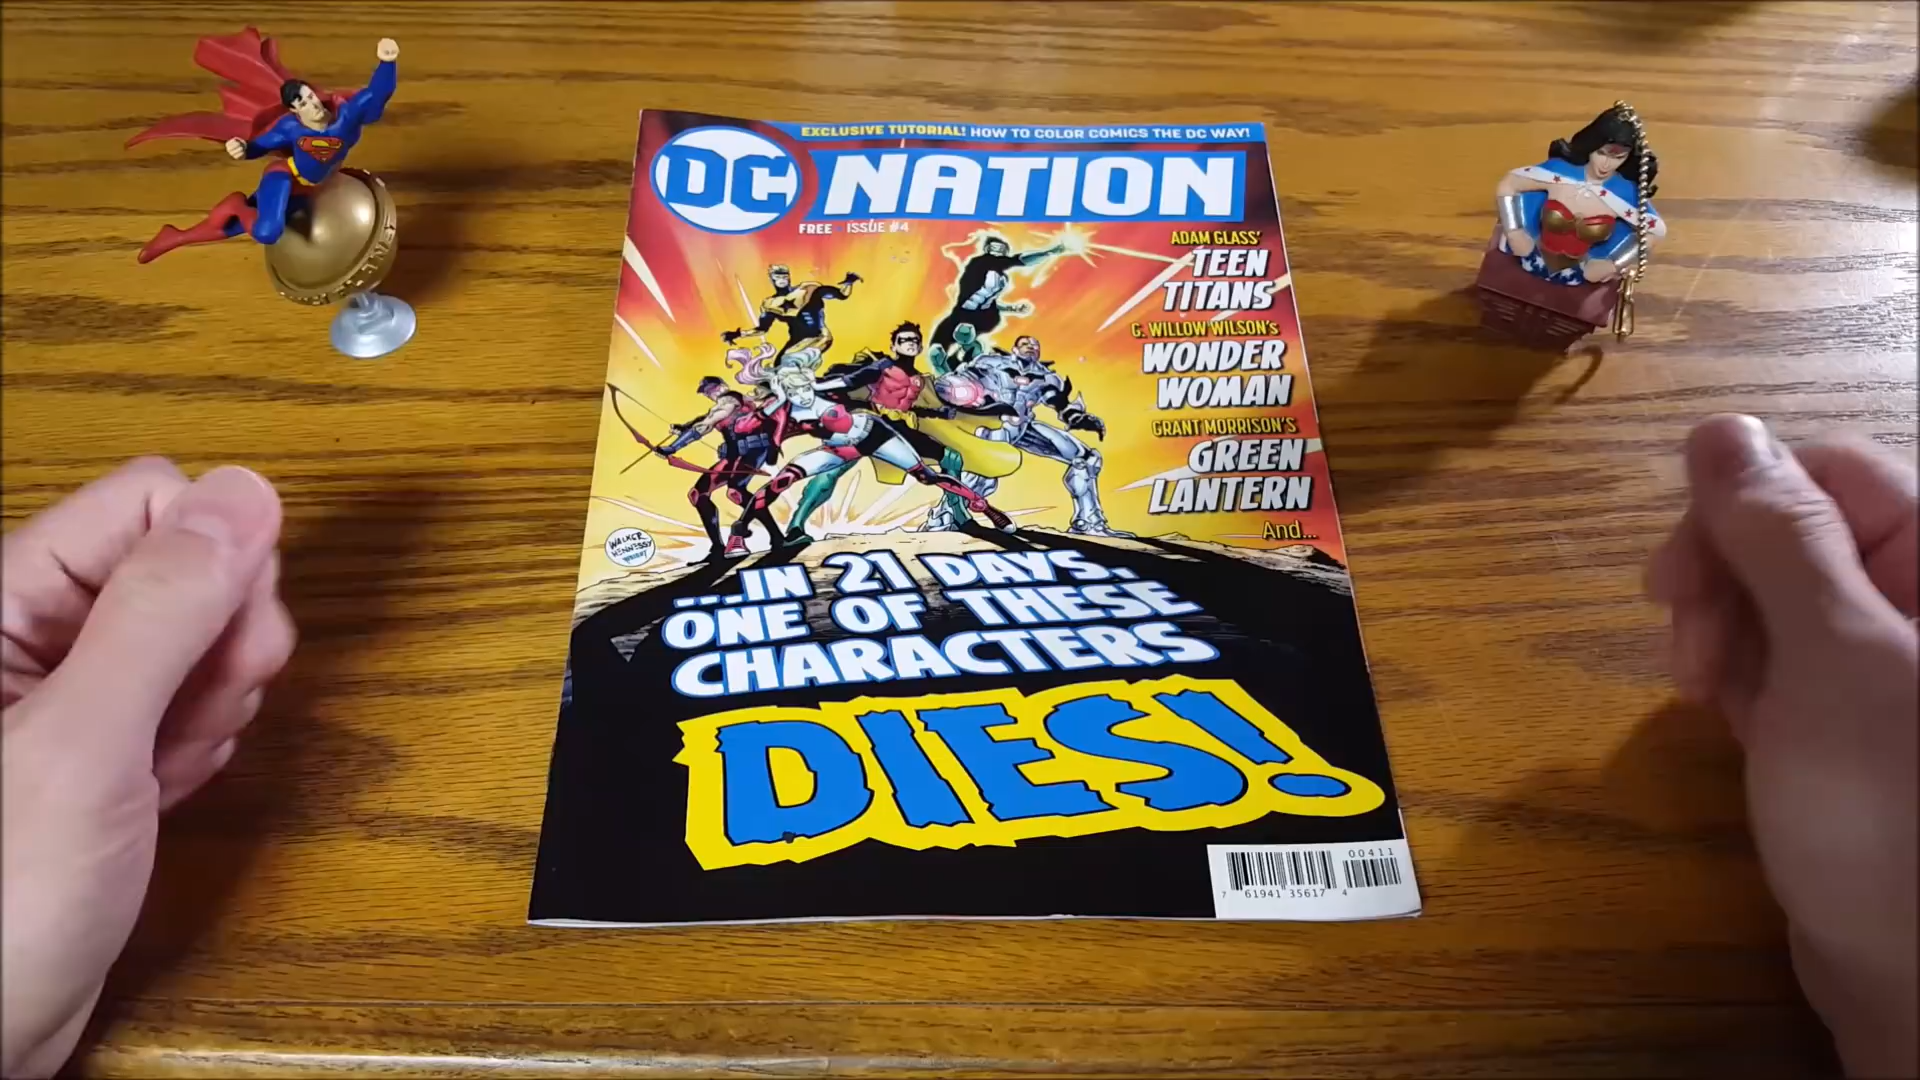 EXCLUSIVE TUTORIAL! HOW TO COLOR COMICS THE DC WAY!
DC NATION
FREE • ISSUE #4
ADAM GLASS'
TEEN
TITANS
G. WILLOW WILSON'S
WONDER
WOMAN
GRANT MORRISON'S
GREEN
LANTERN
And...
WALKER
HENNESSY
...IN 21 DAYS,
ONE OF THESE
CHARACTERS
DIES!
00411
7 61941 35617 4